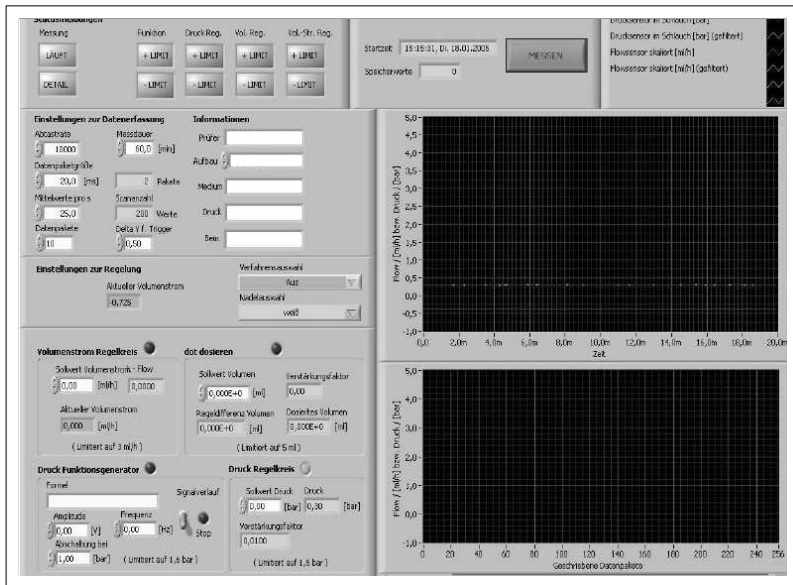 Statusmeldungen
Messung Funktion Druck Reg. Vol. Reg. Vol.-Str. Reg.
LÄUFT + LIMIT + LIMIT + LIMIT + LIMIT
DETAIL - LIMIT - LIMIT - LIMIT - LIMIT
Startzeit 15:15:31, Di, 18.01.2005
Speicherwerte 0
MESSEN
Drucksensor im Schlauch [bar]
Drucksensor im Schlauch [bar] (gefiltert)
Flowsensor skaliert [ml/h]
Flowsensor skaliert [ml/h] (gefiltert)
Einstellungen zur Datenerfassung
Abtastrate Messdauer
10000 60,0 [min]
Datenpaketgröße
20,0 [ms] 2 Pakete
Mittelwerte pro s Scananzahl
25,0 200 Werte
Datenpakete Delta Y f. Trigger
10 0,50
Informationen
Prüfer
Aufbau
Medium
Druck
Bem.
Einstellungen zur Regelung
Aktueller Volumenstrom
-0,726
Verfahrensauswahl
Aus
Nadelauswahl
weiß
Volumenstrom Regelkreis
Sollwert Volumenstrom - Flow
0,00 [ml/h] 0,0000
Aktueller Volumenstrom
0,000 [ml/h]
( Limitiert auf 3 ml/h )
dot dosieren
Sollwert Volumen Verstärkungsfaktor
0,000E+0 [ml] 0,00
Regeldifferenz Volumen Dosiertes Volumen
0,000E+0 [ml] 0,000E+0 [ml]
( Limitiert auf 5 ml )
Druck Funktionsgenerator
Formel
Signalverlauf
Amplitude Frequenz
0,00 [V] 0,00 [Hz] Stop
Abschaltung bei
1,00 [bar] ( Limitiert auf 1,5 bar )
Druck Regelkreis
Sollwert Druck Druck
0,00 [bar] 0,30 [bar]
Verstärkungsfaktor
0,0100
( Limitiert auf 1,5 bar )
Flow / [ml/h] bzw. Druck / [bar]
5,0
4,5
4,0
3,5
3,0
2,5
2,0
1,5
1,0
0,5
0,0
-0,5
-1,0
0,0 2,0m 4,0m 6,0m 8,0m 10,0m 12,0m 14,0m 16,0m 18,0m 20,0m
Zeit
Flow / [ml/h] bzw. Druck / [bar]
0 20 40 60 80 100 120 140 160 180 200 220 240 256
Geschriebene Datenpakete